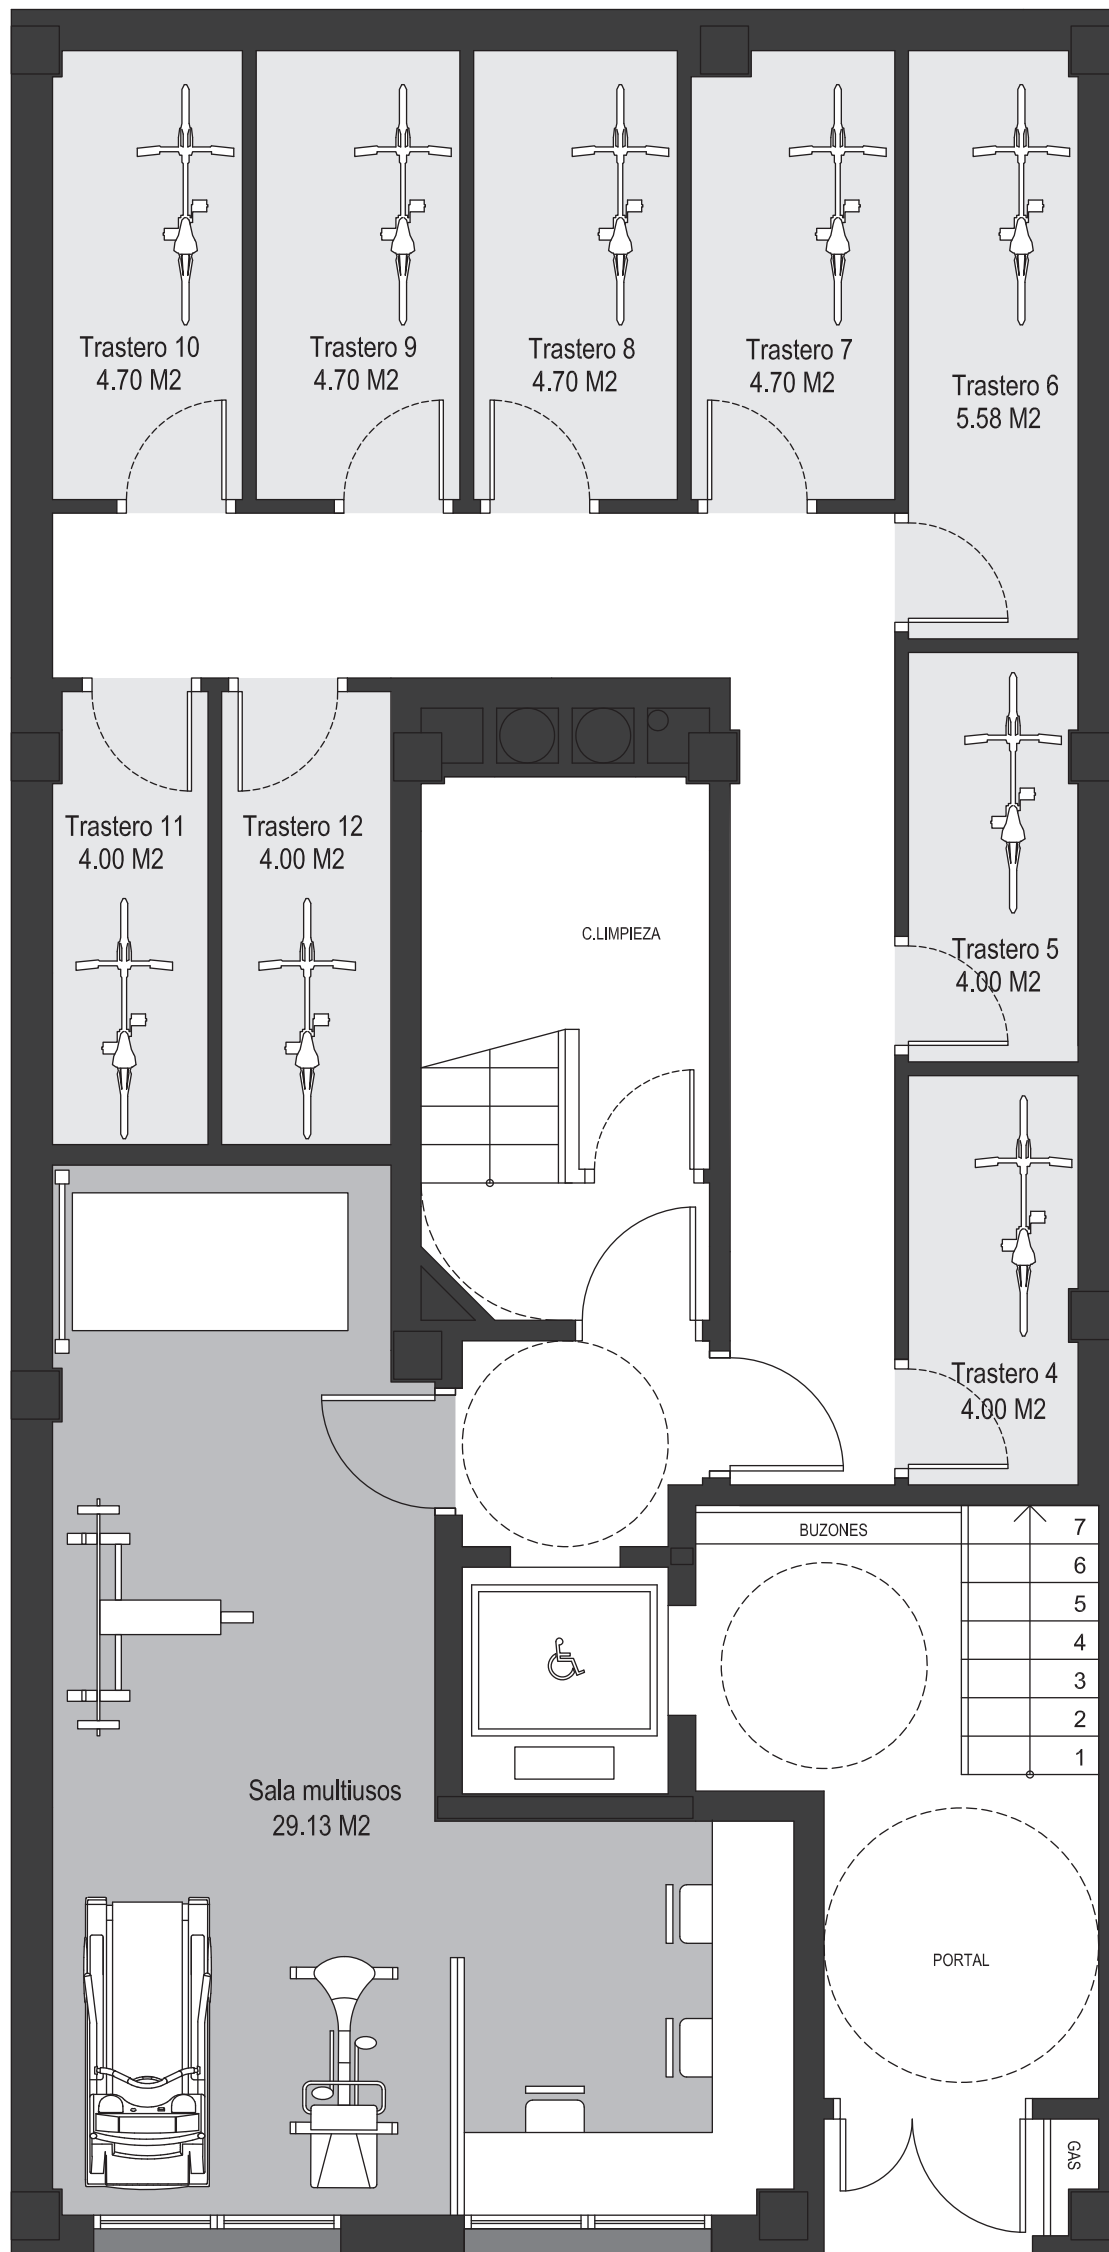 Trastero 10
4.70 M2
Trastero 9
4.70 M2
Trastero 8
4.70 M2
Trastero 7
4.70 M2
Trastero 6
5.58 M2
Trastero 11
4.00 M2
Trastero 12
4.00 M2
C.LIMPIEZA
Trastero 5
4.00 M2
Trastero 4
4.00 M2
BUZONES
7
6
5
4
3
2
1
Sala multiusos
29.13 M2
PORTAL
GAS